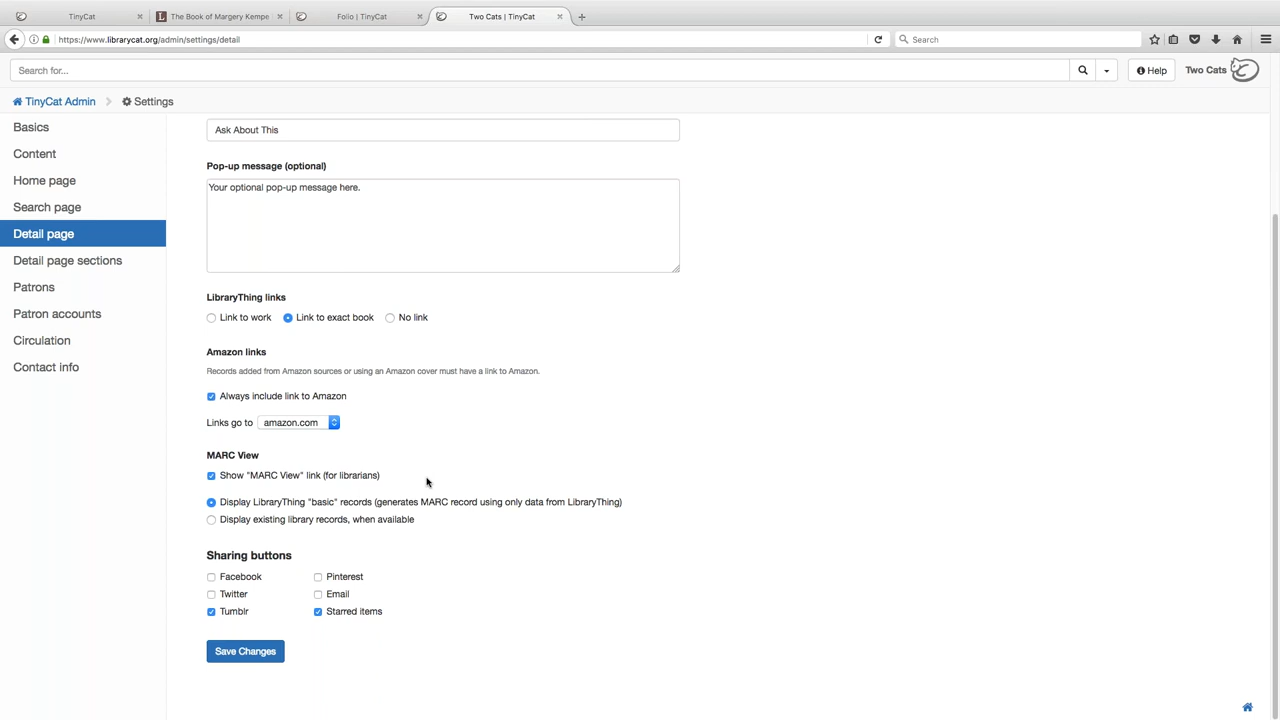 TinyCat
The Book of Margery Kempe
Folio | TinyCat
Two Cats | TinyCat
https://www.librarycat.org/admin/settings/detail
Search
Search for...
Help
Two Cats
TinyCat Admin
Settings
Basics
Content
Home page
Search page
Detail page
Detail page sections
Patrons
Patron accounts
Circulation
Contact info
Ask About This
Pop-up message (optional)
Your optional pop-up message here.
LibraryThing links
Link to work Link to exact book No link
Amazon links
Records added from Amazon sources or using an Amazon cover must have a link to Amazon.
Always include link to Amazon
Links go to amazon.com
MARC View
Show "MARC View" link (for librarians)
Display LibraryThing "basic" records (generates MARC record using only data from LibraryThing)
Display existing library records, when available
Sharing buttons
Facebook Pinterest
Twitter Email
Tumblr Starred items
Save Changes